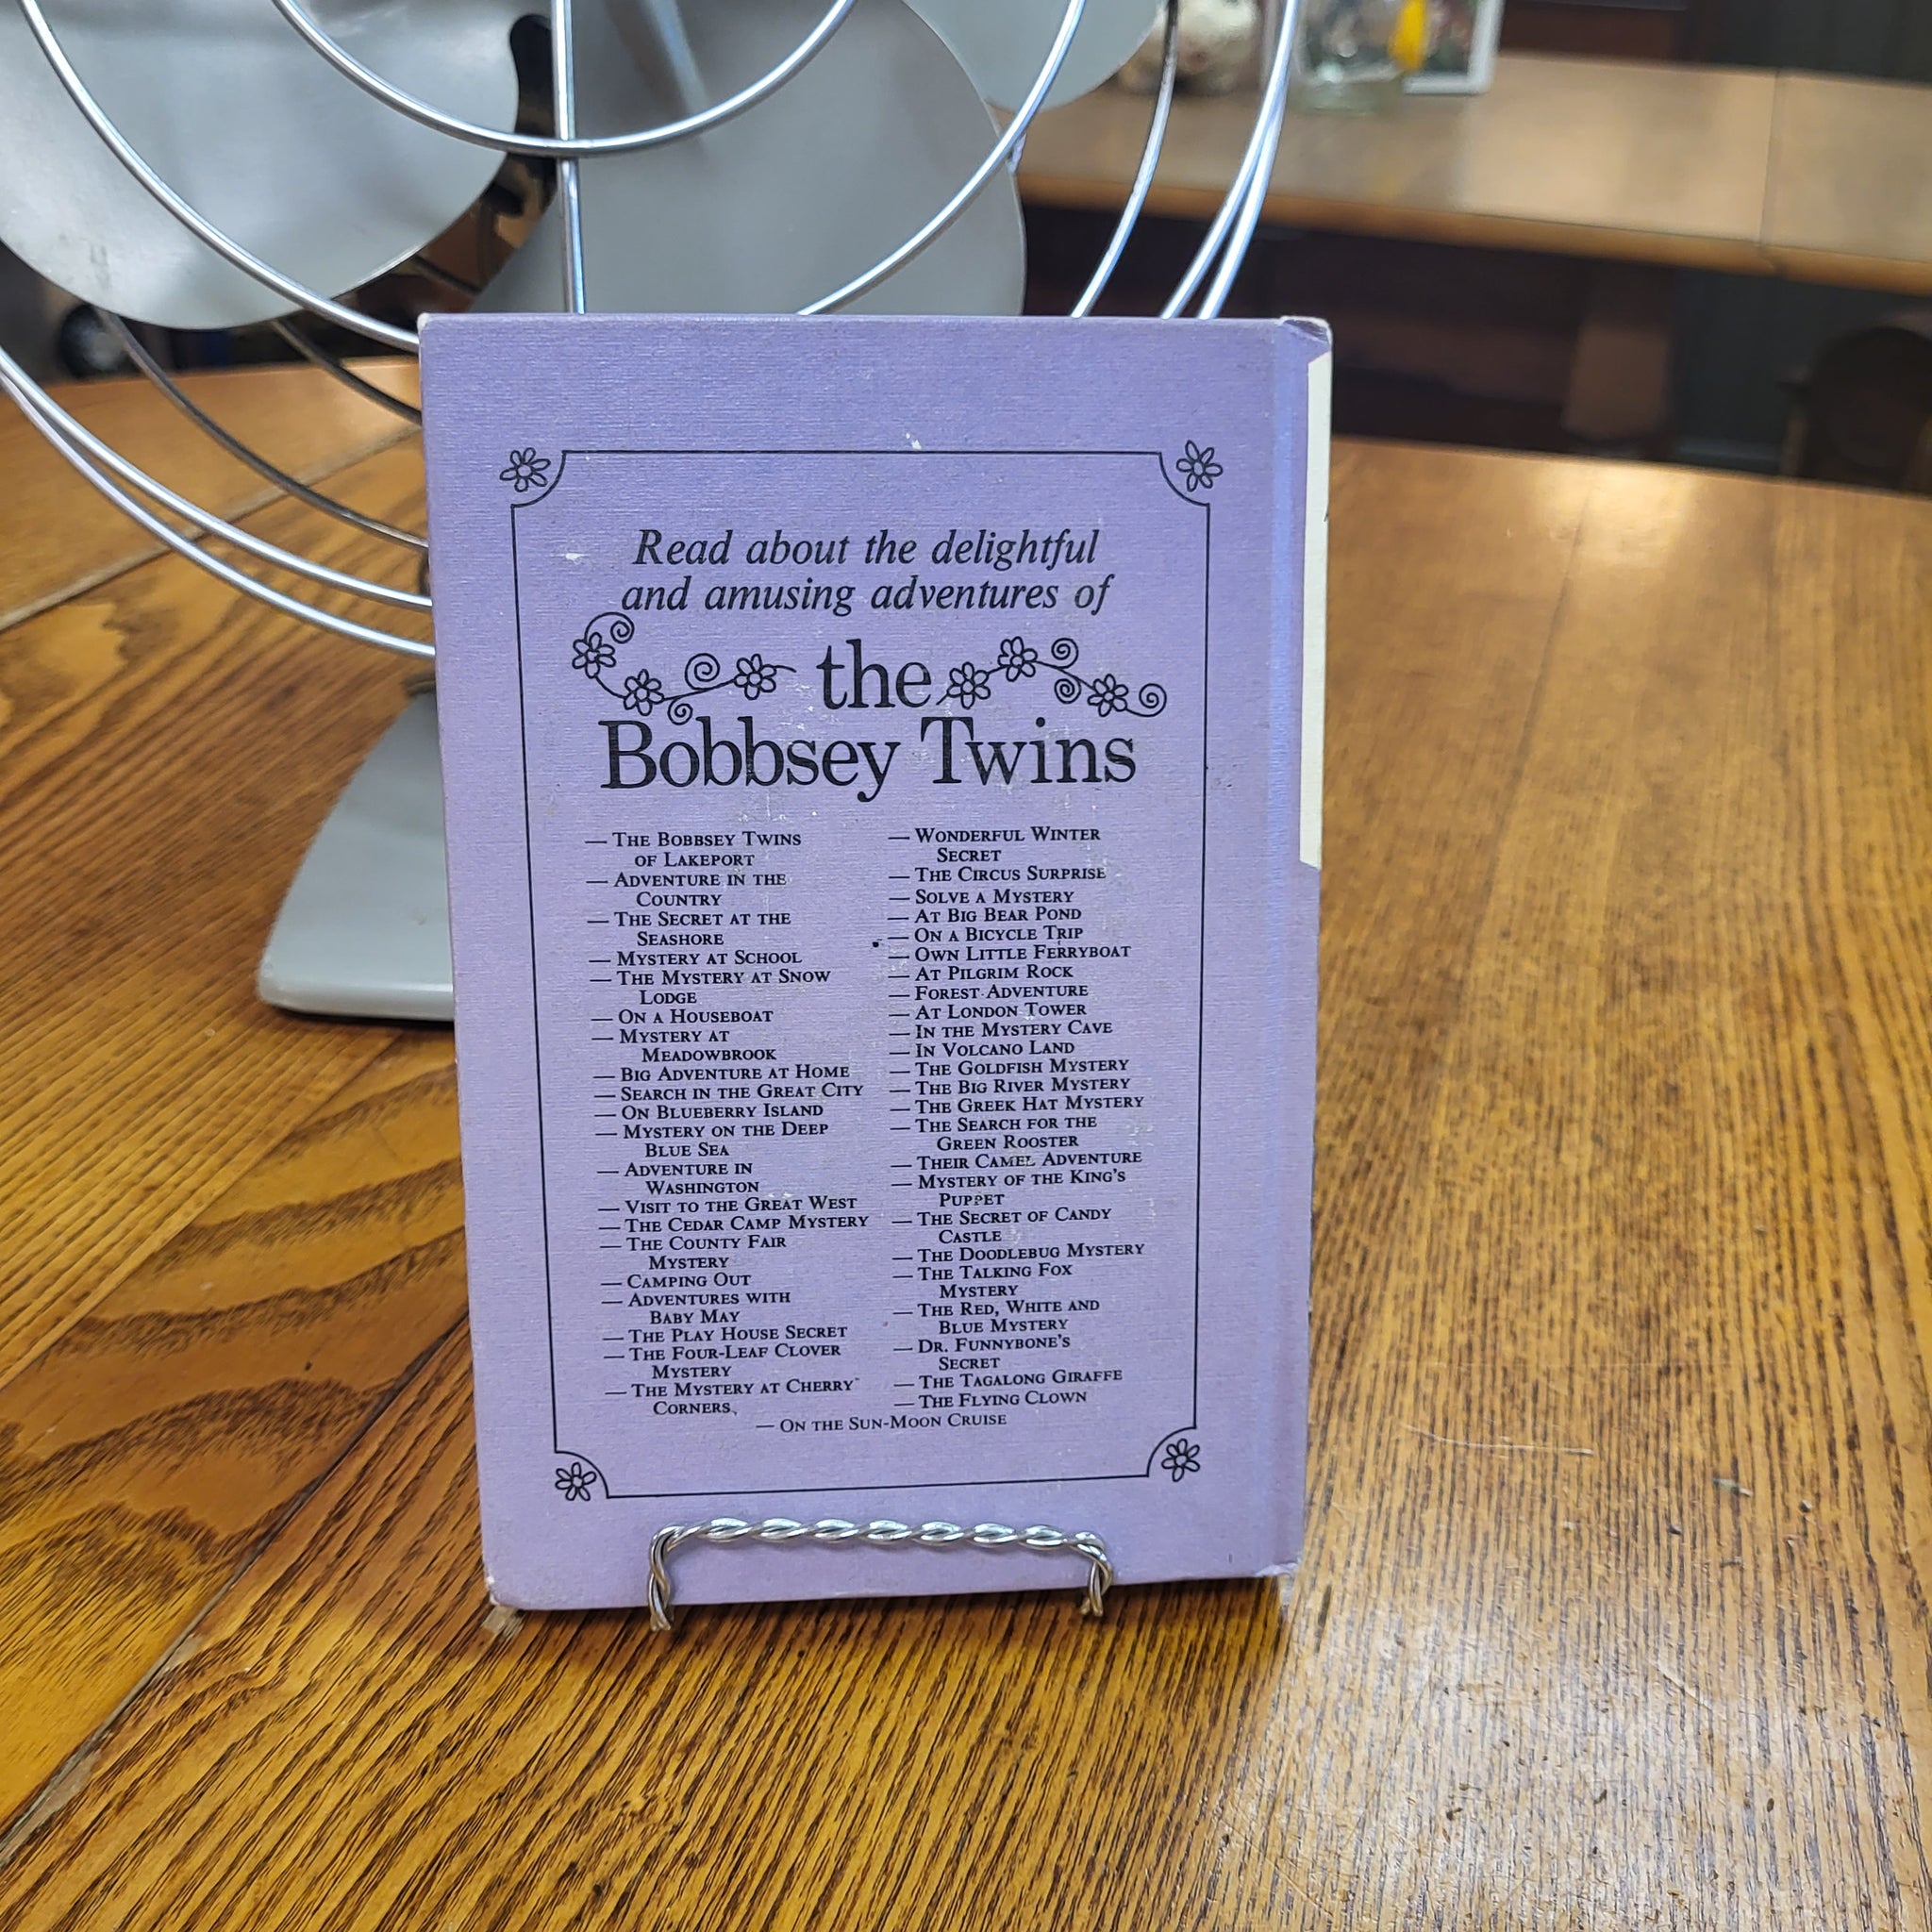 Read about the delightful
and amusing adventures of
the
Bobbsey Twins
— THE BOBBSEY TWINS
OF LAKEPORT
— ADVENTURE IN THE
COUNTRY
— THE SECRET AT THE
SEASHORE
— MYSTERY AT SCHOOL
— THE MYSTERY AT SNOW
LODGE
— ON A HOUSEBOAT
— MYSTERY AT
MEADOWBROOK
— BIG ADVENTURE AT HOME
— SEARCH IN THE GREAT CITY
— ON BLUEBERRY ISLAND
— MYSTERY ON THE DEEP
BLUE SEA
— ADVENTURE IN
WASHINGTON
— VISIT TO THE GREAT WEST
— THE CEDAR CAMP MYSTERY
— THE COUNTY FAIR
MYSTERY
— CAMPING OUT
— ADVENTURES WITH
BABY MAY
— THE PLAY HOUSE SECRET
— THE FOUR-LEAF CLOVER
MYSTERY
— THE MYSTERY AT CHERRY
CORNERS
— WONDERFUL WINTER
SECRET
— THE CIRCUS SURPRISE
— SOLVE A MYSTERY
— AT BIG BEAR POND
— ON A BICYCLE TRIP
— OWN LITTLE FERRYBOAT
— AT PILGRIM ROCK
— FOREST ADVENTURE
— AT LONDON TOWER
— IN THE MYSTERY CAVE
— IN VOLCANO LAND
— THE GOLDFISH MYSTERY
— THE BIG RIVER MYSTERY
— THE GREEK HAT MYSTERY
— THE SEARCH FOR THE
GREEN ROOSTER
— THEIR CAMEL ADVENTURE
— MYSTERY OF THE KING'S
PUPPET
— THE SECRET OF CANDY
CASTLE
— THE DOODLEBUG MYSTERY
— THE TALKING FOX
MYSTERY
— THE RED, WHITE AND
BLUE MYSTERY
— DR. FUNNYBONE'S
SECRET
— THE TAGALONG GIRAFFE
— THE FLYING CLOWN
— ON THE SUN-MOON CRUISE